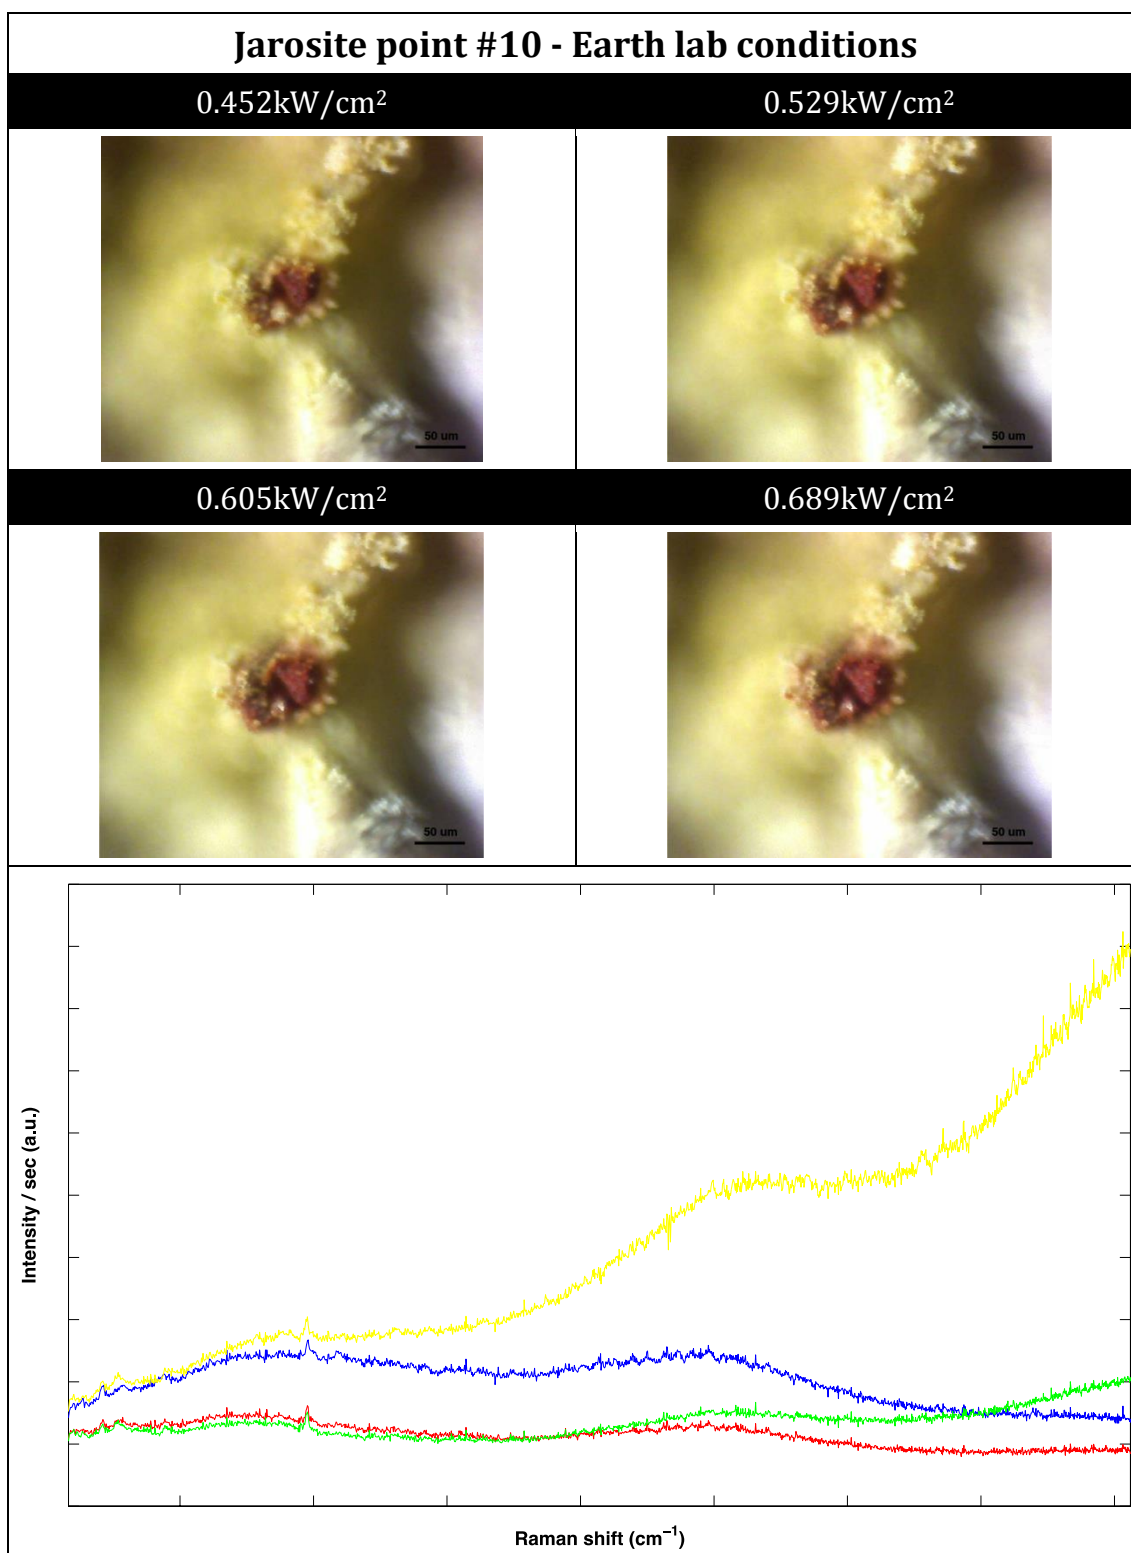 Jarosite point #10 - Earth lab conditions
0.452kW/cm²
0.529kW/cm²
50 um
50 um
0.605kW/cm²
0.689kW/cm²
50 um
50 um
Intensity / sec (a.u.)
Raman shift (cm⁻¹)